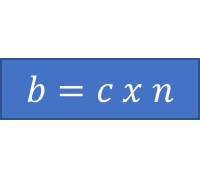 b = c x n